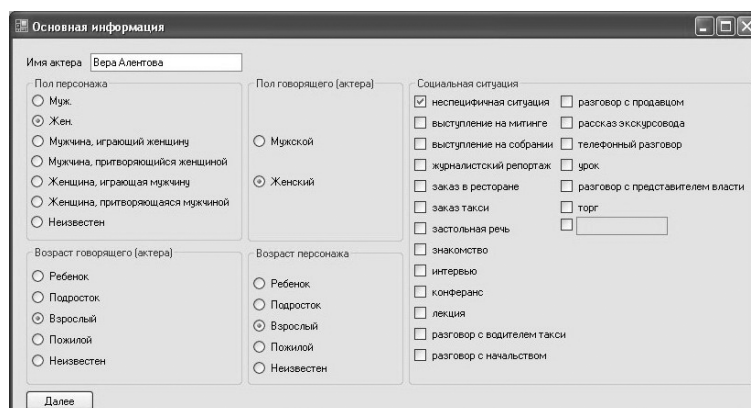 Основная информация
Имя актера Вера Алентова
Пол персонажа
Муж.
Жен.
Мужчина, играющий женщину
Мужчина, притворяющийся женщиной
Женщина, играющая мужчину
Женщина, притворяющаяся мужчиной
Неизвестен
Пол говорящего (актера)
Мужской
Женский
Социальная ситуация
неспецифичная ситуация
выступление на митинге
выступление на собрании
журналистский репортаж
заказ в ресторане
заказ такси
застольная речь
знакомство
интервью
конферанс
лекция
разговор с водителем такси
разговор с начальством
разговор с продавцом
рассказ экскурсовода
телефонный разговор
урок
разговор с представителем власти
торг
Возраст говорящего (актера)
Ребенок
Подросток
Взрослый
Пожилой
Неизвестен
Возраст персонажа
Ребенок
Подросток
Взрослый
Пожилой
Неизвестен
Далее